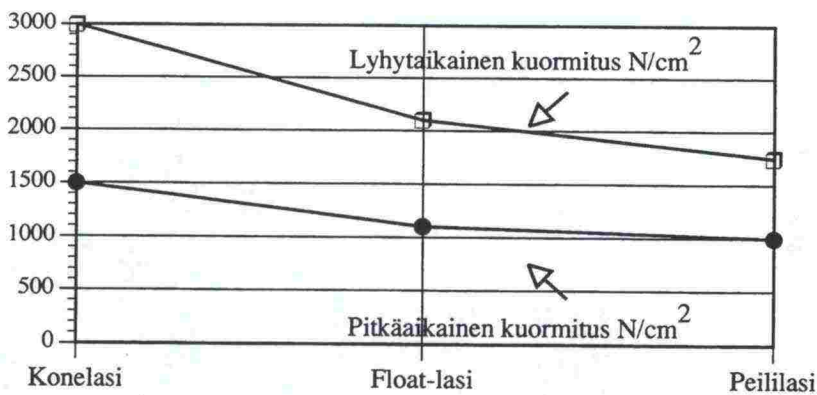 3000
2500
2000
1500
1000
500
0
Lyhytaikainen kuormitus N/cm²
Pitkäaikainen kuormitus N/cm²
Konelasi Float-lasi Peililasi